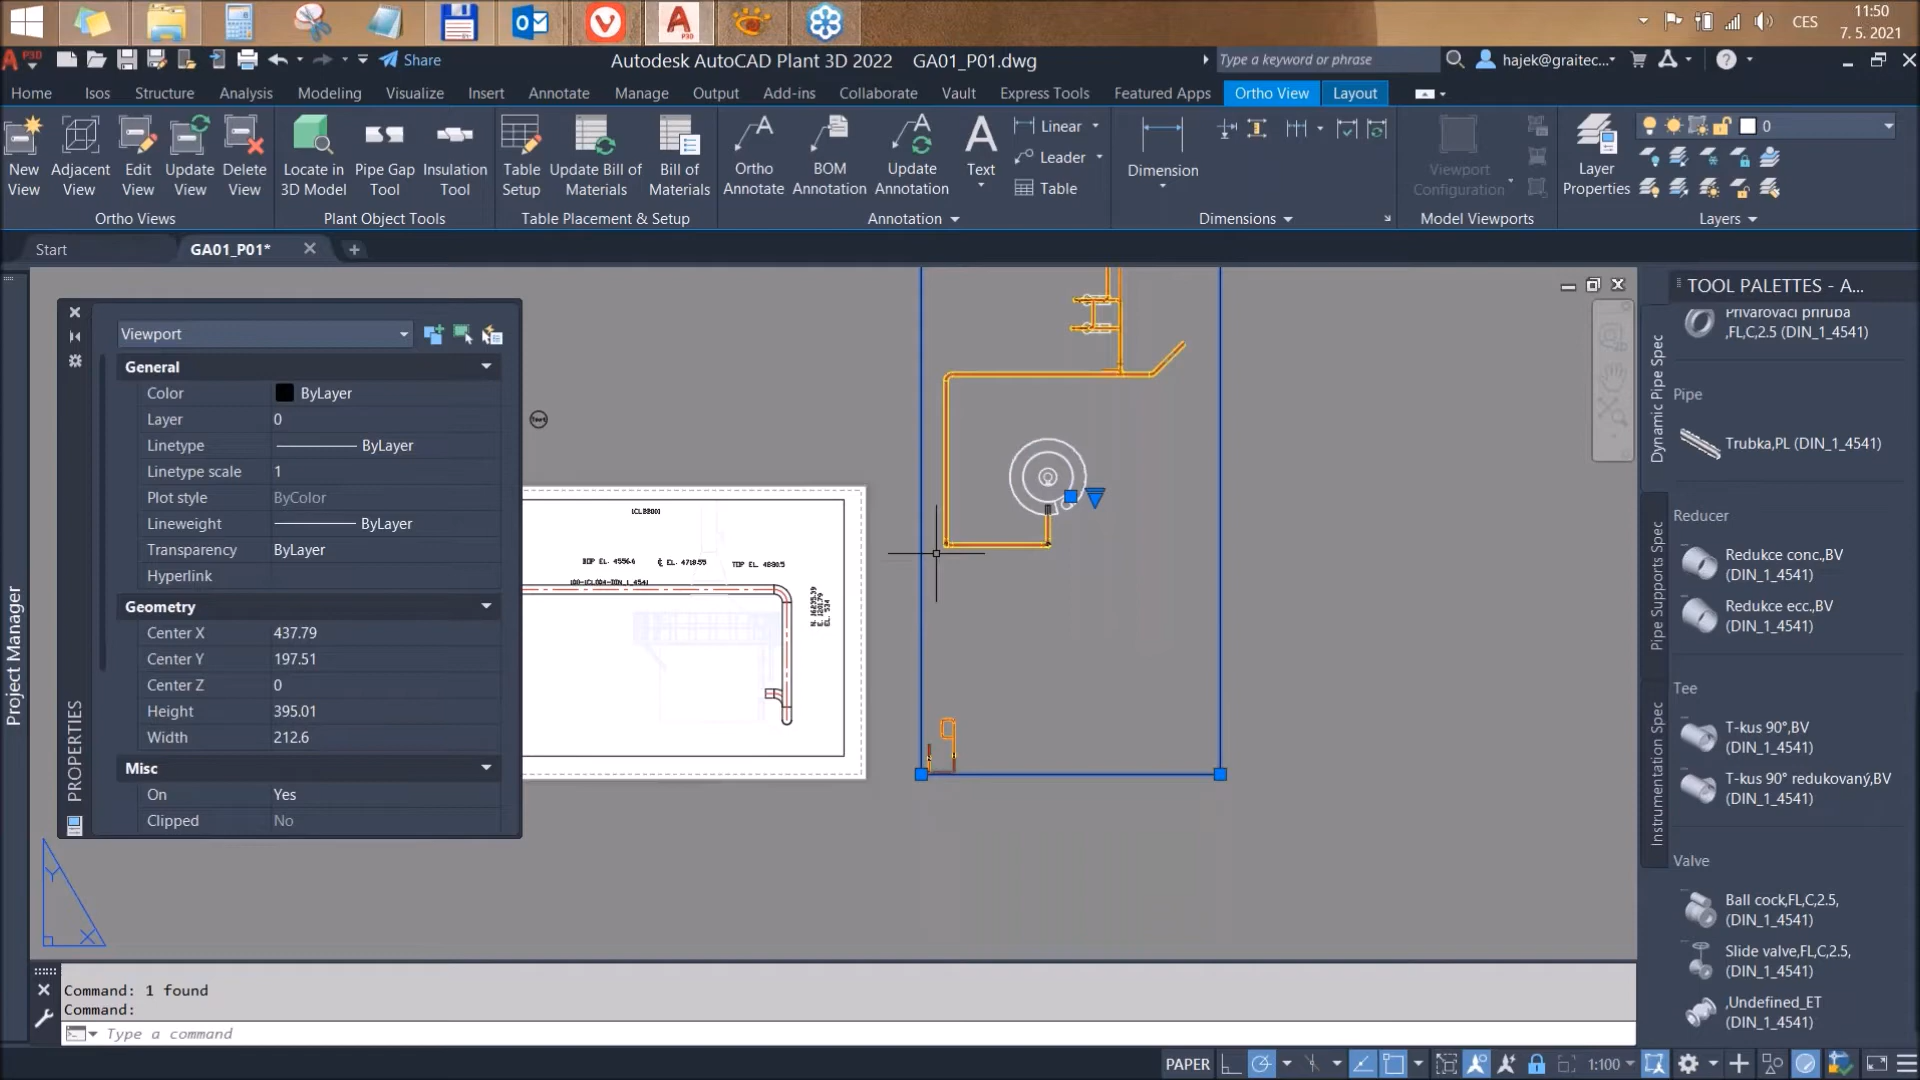 11:50
CES
7. 5. 2021
P3D
Share
Autodesk AutoCAD Plant 3D 2022 GA01_P01.dwg
Type a keyword or phrase
hajek@graitec...
Home Isos Structure Analysis Modeling Visualize Insert Annotate Manage Output Add-ins Collaborate Vault Express Tools Featured Apps Ortho View Layout
New View
Adjacent View
Edit View
Update View
Delete View
Ortho Views
Locate in 3D Model
Pipe Gap Tool
Insulation Tool
Plant Object Tools
Table Setup
Update Bill of Materials
Bill of Materials
Table Placement & Setup
Ortho Annotate
BOM Annotation
Update Annotation
Text
Linear
Leader
Table
Annotation
Dimension
Dimensions
Viewport Configuration
Model Viewports
Layer Properties
0
Layers
Start
GA01_P01*
Project Manager
PROPERTIES
Viewport
General
Color ByLayer
Layer 0
Linetype ByLayer
Linetype scale 1
Plot style ByColor
Lineweight ByLayer
Transparency ByLayer
Hyperlink
Geometry
Center X 437.79
Center Y 197.51
Center Z 0
Height 395.01
Width 212.6
Misc
On Yes
Clipped No
BOP EL. 4556.6
TOP EL. 4880.5
Y
X
TOOL PALETTES - A...
Dynamic Pipe Spec
Pipe Supports Spec
Instrumentation Spec
Přivařovací příruba
,FL,C,2.5 (DIN_1_4541)
Pipe
Trubka,PL (DIN_1_4541)
Reducer
Redukce conc.,BV
(DIN_1_4541)
Redukce ecc.,BV
(DIN_1_4541)
Tee
T-kus 90°,BV
(DIN_1_4541)
T-kus 90° redukovaný,BV
(DIN_1_4541)
Valve
Ball cock,FL,C,2.5,
(DIN_1_4541)
Slide valve,FL,C,2.5,
(DIN_1_4541)
,Undefined_ET
(DIN_1_4541)
Command: 1 found
Command:
Type a command
PAPER
1:100